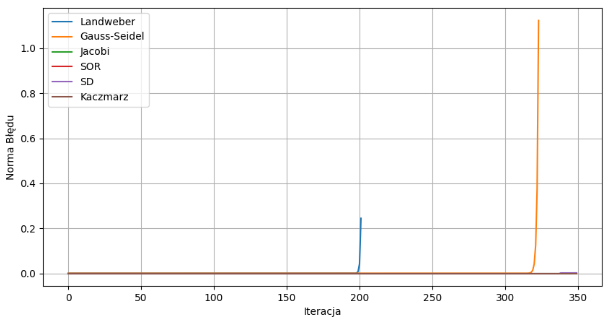 Landweber
Gauss-Seidel
Jacobi
SOR
SD
Kaczmarz
1.0
0.8
0.6
0.4
0.2
0.0
Norma Błędu
0 50 100 150 200 250 300 350
Iteracja